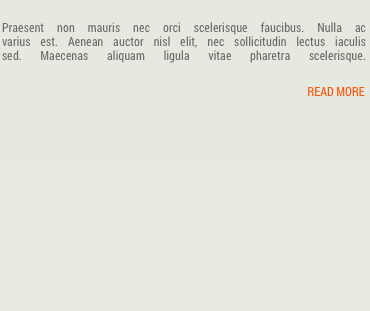 Praesent non mauris nec orci scelerisque faucibus. Nulla ac
varius est. Aenean auctor nisl elit, nec sollicitudin lectus iaculis
sed. Maecenas aliquam ligula vitae pharetra scelerisque.
READ MORE